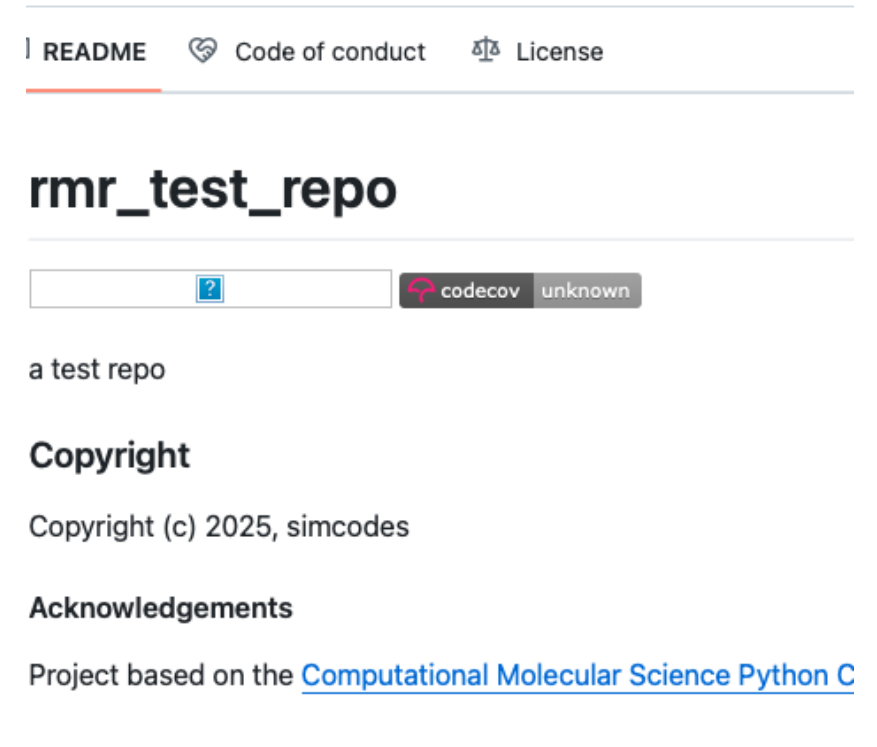 README Code of conduct License
rmr_test_repo
? codecov unknown
a test repo
Copyright
Copyright (c) 2025, simcodes
Acknowledgements
Project based on the Computational Molecular Science Python C